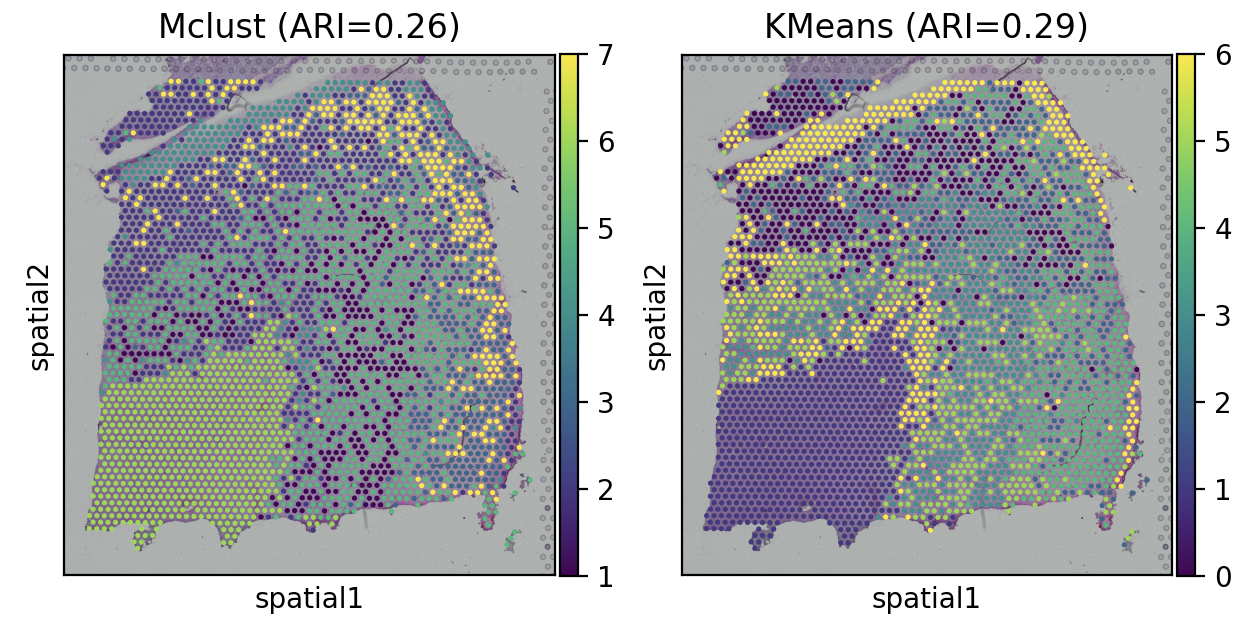 Mclust (ARI=0.26)
7
6
5
4
3
2
1
spatial2
spatial1
KMeans (ARI=0.29)
6
5
4
3
2
1
0
spatial2
spatial1